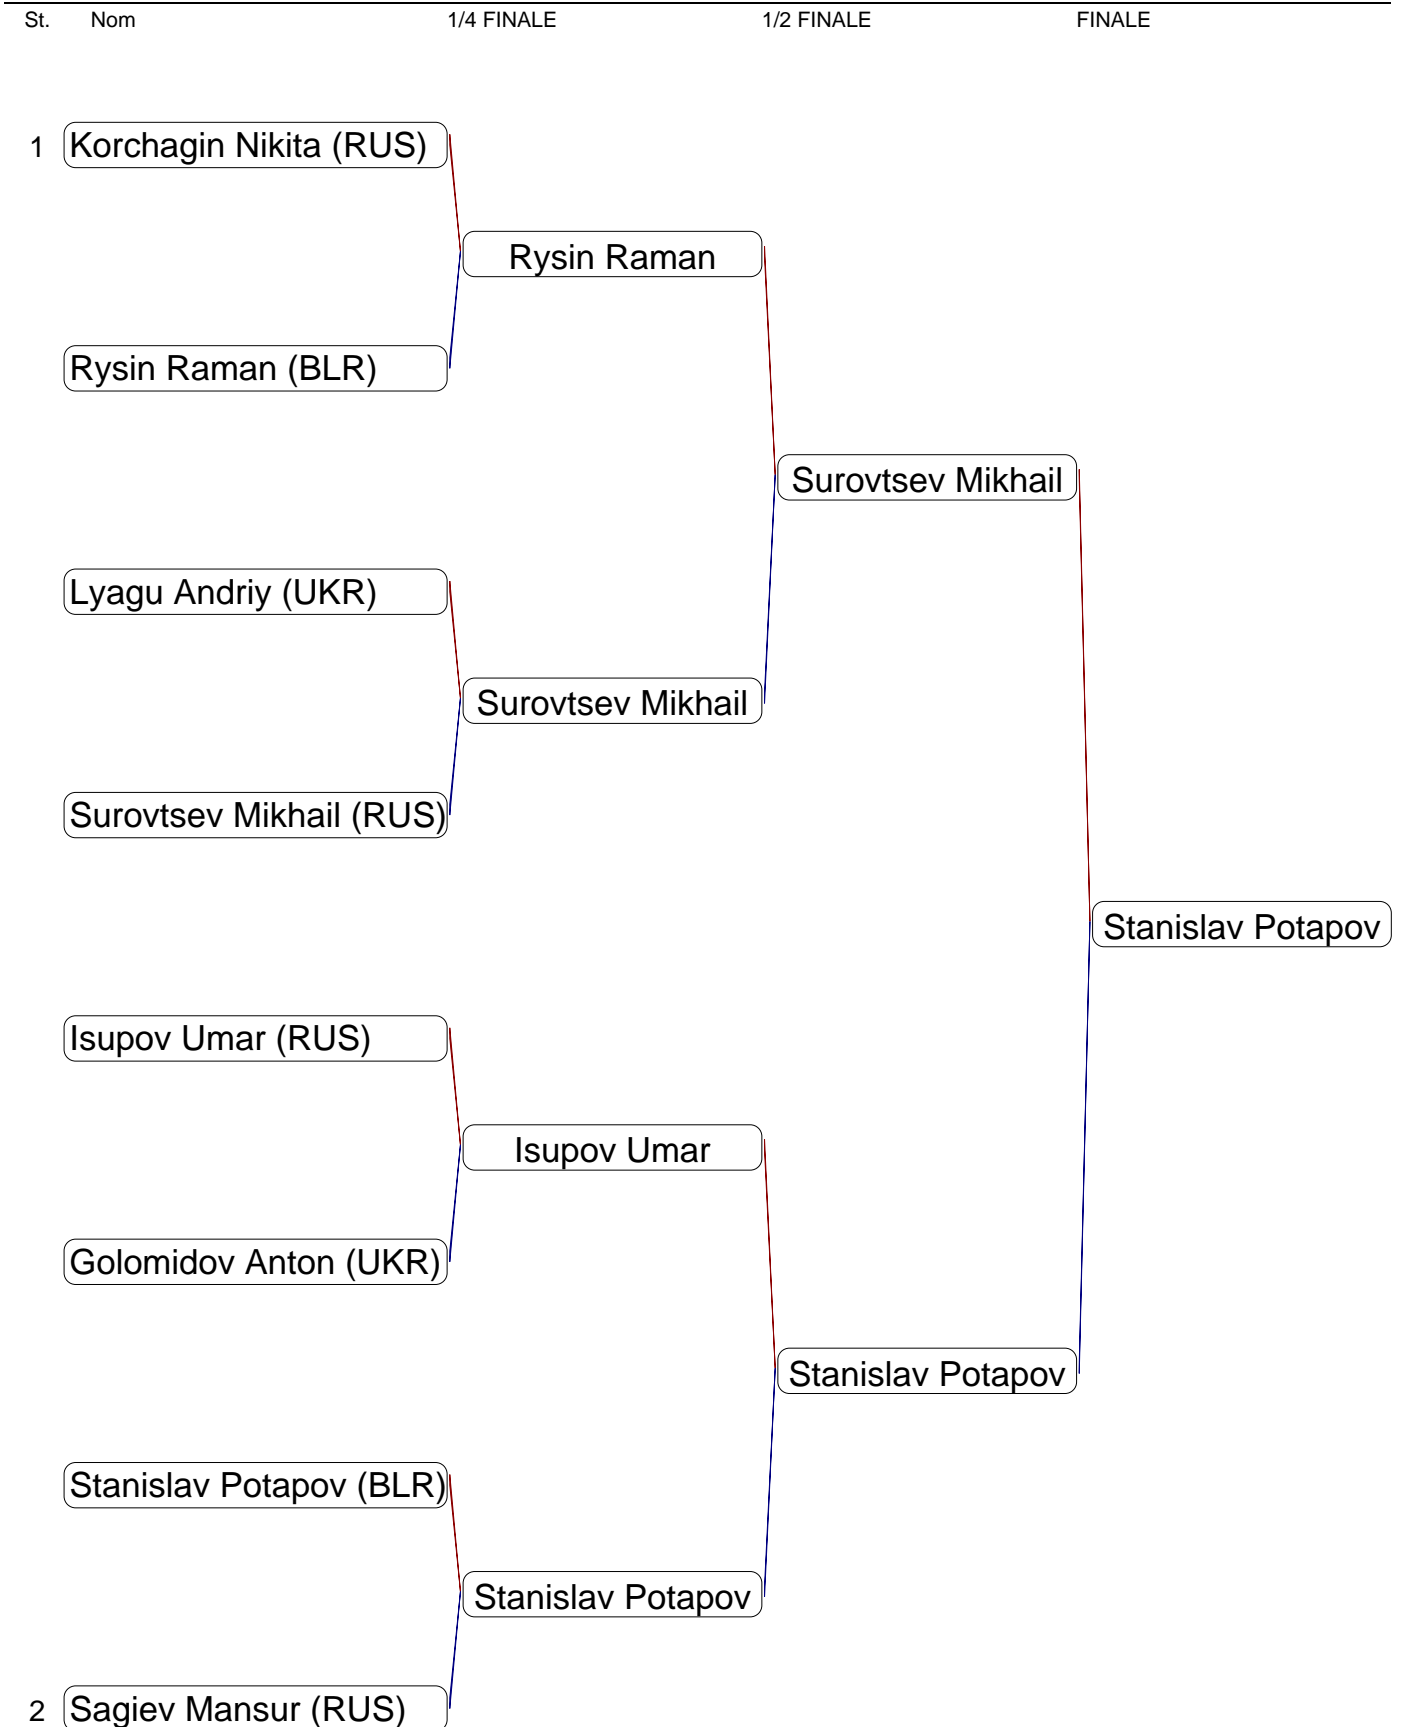 St. Nom 1/4 FINALE 1/2 FINALE FINALE
1 Korchagin Nikita (RUS)
Rysin Raman
Rysin Raman (BLR)
Surovtsev Mikhail
Lyagu Andriy (UKR)
Surovtsev Mikhail
Surovtsev Mikhail (RUS)
Stanislav Potapov
Isupov Umar (RUS)
Isupov Umar
Golomidov Anton (UKR)
Stanislav Potapov
Stanislav Potapov (BLR)
Stanislav Potapov
2 Sagiev Mansur (RUS)